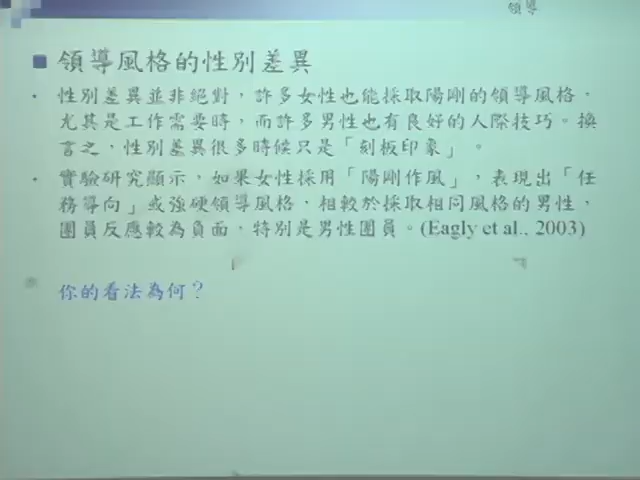 領導
領導風格的性別差異
• 性別差異並非絕對，許多女性也能採取陽剛的領導風格，
尤其是工作需要時，而許多男性也有良好的人際技巧。換
言之，性別差異很多時候只是「刻板印象」。
• 實驗研究顯示，如果女性採用「陽剛作風」，表現出「任
務導向」或強硬領導風格，相較於採取相同風格的男性，
團員反應較為負面，特別是男性團員。(Eagly et al., 2003)
你的看法為何？